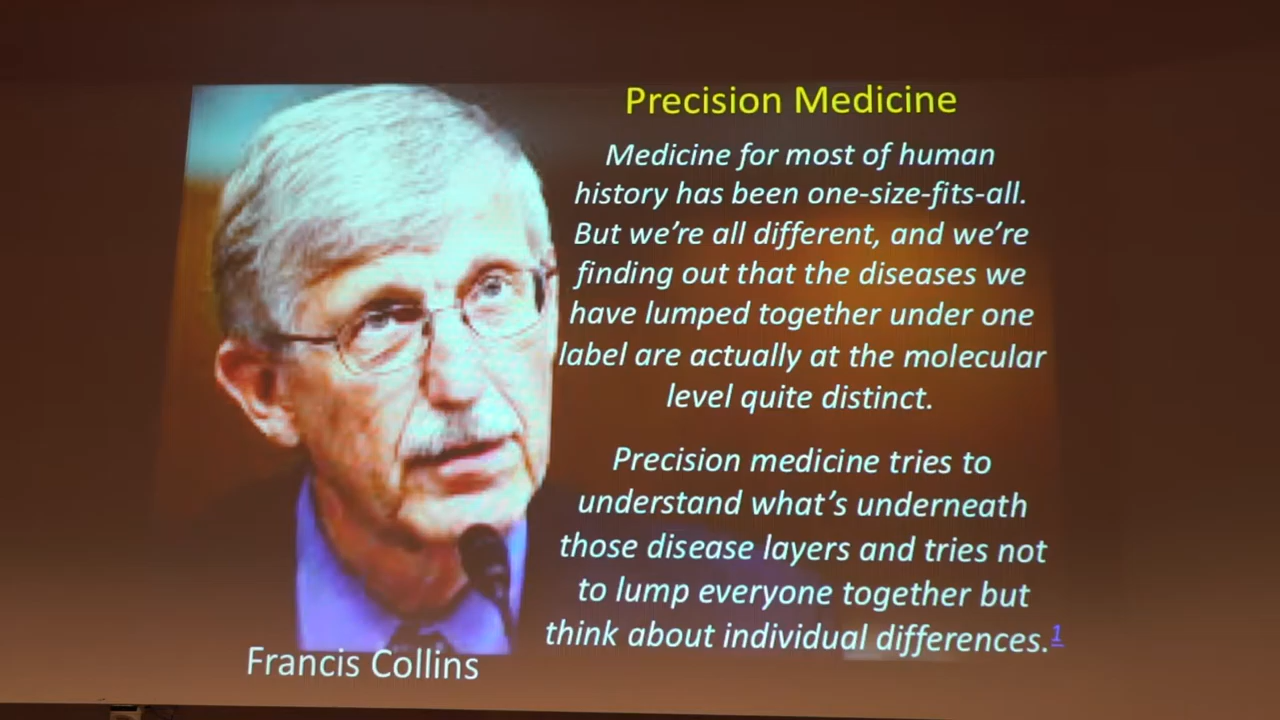 Precision Medicine
Medicine for most of human
history has been one-size-fits-all.
But we’re all different, and we’re
finding out that the diseases we
have lumped together under one
label are actually at the molecular
level quite distinct.
Precision medicine tries to
understand what’s underneath
those disease layers and tries not
to lump everyone together but
think about individual differences.1
Francis Collins